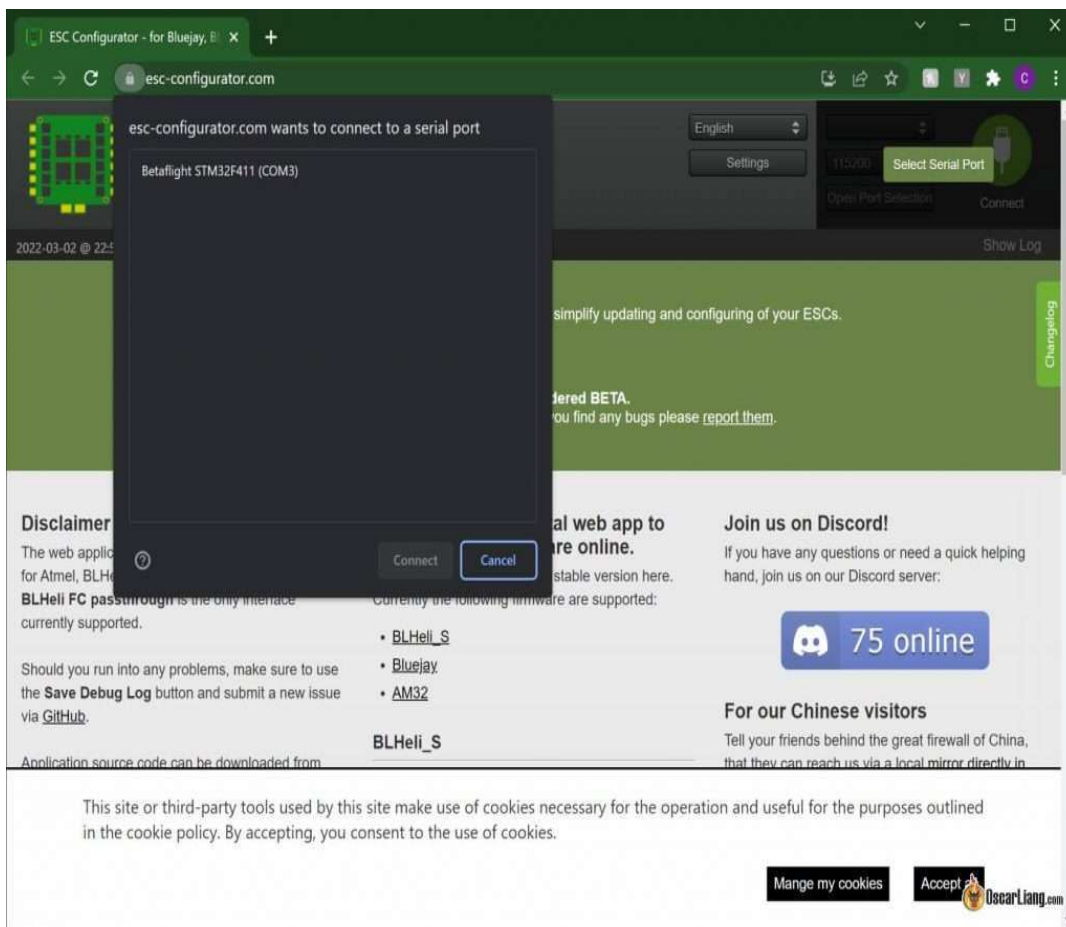 ESC Configurator - for Bluejay, B
esc-configurator.com
esc-configurator.com wants to connect to a serial port
Betaflight STM32F411 (COM3)
Connect
Cancel
English
Settings
115200
Select Serial Port
Open Port Selection
Connect
2022-03-02 @ 22:5
Show Log
simplify updating and configuring of your ESCs.
dered BETA.
ou find any bugs please report them.
Changelog
Disclaimer
The web applic
for Atmel, BLHe
BLHeli FC passthrough is the only interface
currently supported.
Should you run into any problems, make sure to use
the Save Debug Log button and submit a new issue
via GitHub.
Application source code can be downloaded from
al web app to
re online.
stable version here.
Currently the following firmware are supported:
• BLHeli_S
• Bluejay
• AM32
BLHeli_S
Join us on Discord!
If you have any questions or need a quick helping
hand, join us on our Discord server:
75 online
For our Chinese visitors
Tell your friends behind the great firewall of China,
that they can reach us via a local mirror directly in
This site or third-party tools used by this site make use of cookies necessary for the operation and useful for the purposes outlined
in the cookie policy. By accepting, you consent to the use of cookies.
Mange my cookies
Accept
OscarLiang.com